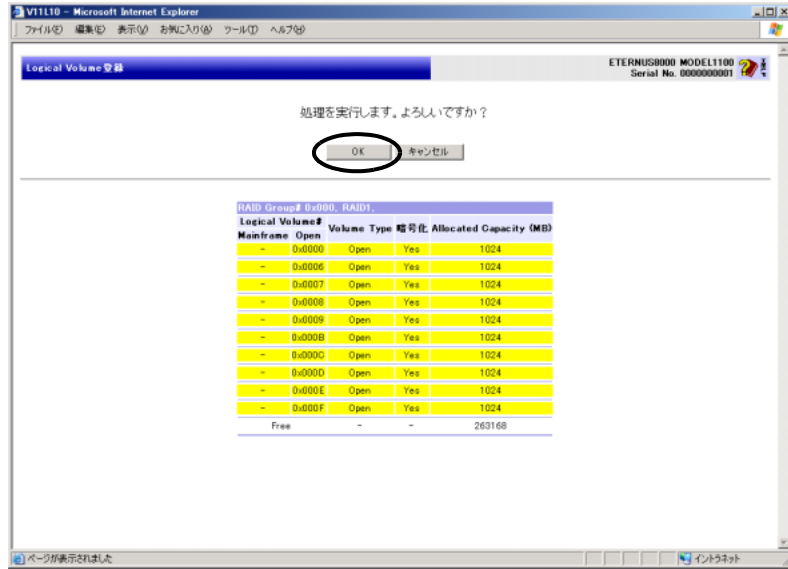 V11L10 - Microsoft Internet Explorer
ファイル(F) 編集(E) 表示(V) お気に入り(A) ツール(T) ヘルプ(H)
Logical Volume登録
ETERNUS8000 MODEL1100
Serial No. 0000000001
処理を実行します。よろしいですか？
OK キャンセル
RAID Group# 0x000, RAID1,
Logical Volume# Volume Type 暗号化 Allocated Capacity (MB)
Mainframe Open
- 0x0000 Open Yes 1024
- 0x0006 Open Yes 1024
- 0x0007 Open Yes 1024
- 0x0008 Open Yes 1024
- 0x0009 Open Yes 1024
- 0x000B Open Yes 1024
- 0x000C Open Yes 1024
- 0x000D Open Yes 1024
- 0x000E Open Yes 1024
- 0x000F Open Yes 1024
Free - - 263168
ページが表示されました イントラネット